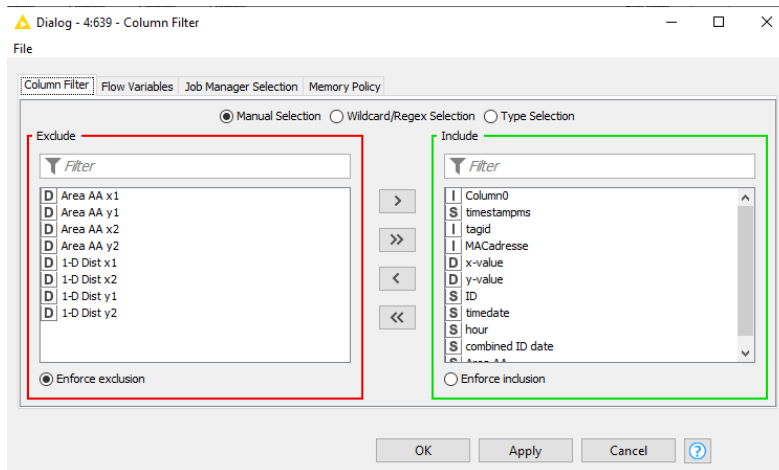 Dialog - 4:639 - Column Filter
File
Column Filter Flow Variables Job Manager Selection Memory Policy
Manual Selection Wildcard/Regex Selection Type Selection
Exclude
Filter
D Area AA x1
D Area AA y1
D Area AA x2
D Area AA y2
D 1-D Dist x1
D 1-D Dist x2
D 1-D Dist y1
D 1-D Dist y2
Enforce exclusion
>
>>
<
<<
Include
Filter
I Column0
S timestampms
I tagid
I MACadresse
D x-value
D y-value
S ID
S timedate
S hour
S combined ID date
S Area AA
Enforce inclusion
OK Apply Cancel ?